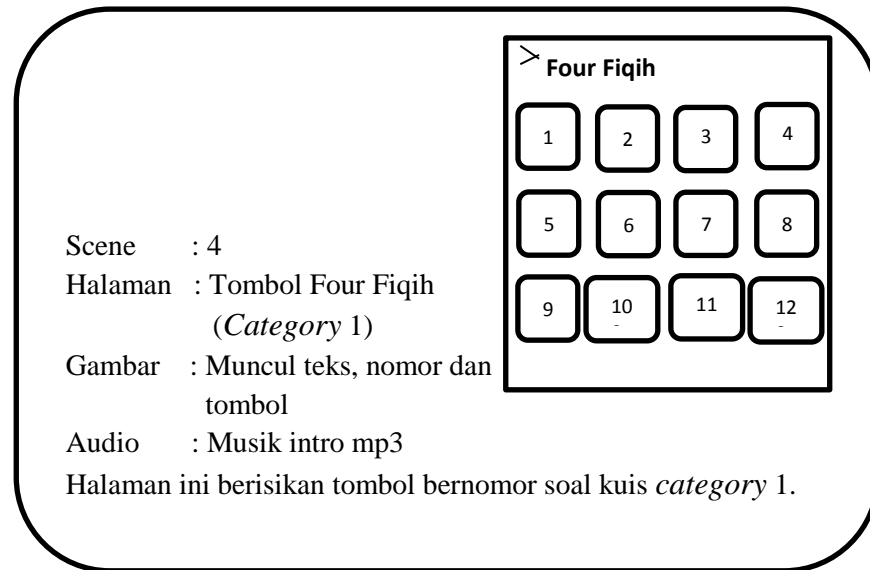 Four Fiqih
1 2 3 4
5 6 7 8
9 10 11 12
Scene : 4
Halaman : Tombol Four Fiqih
(Category 1)
Gambar : Muncul teks, nomor dan
tombol
Audio : Musik intro mp3
Halaman ini berisikan tombol bernomor soal kuis category 1.